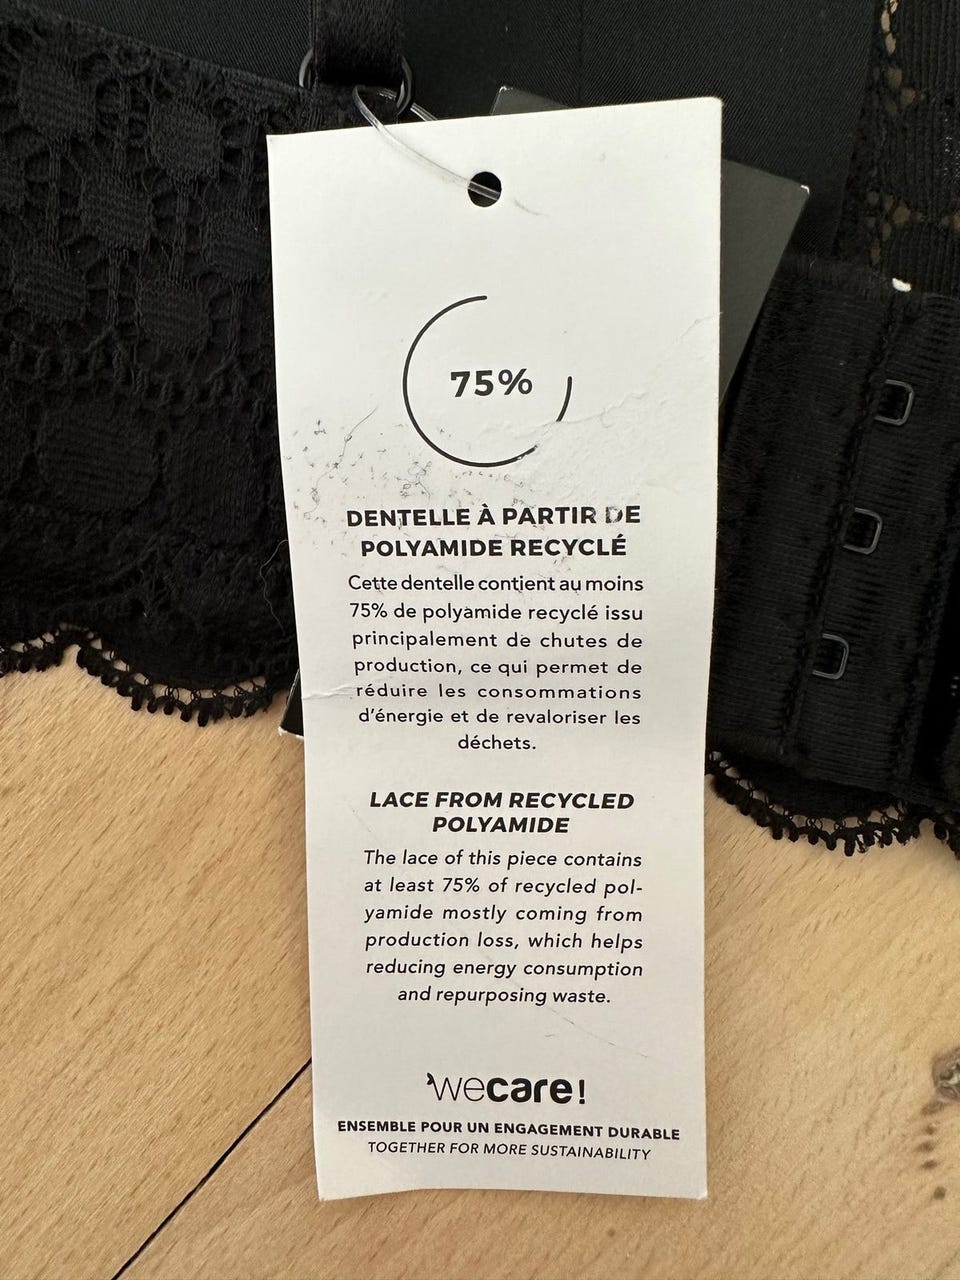 75%
DENTELLE À PARTIR DE
POLYAMIDE RECYCLÉ
Cette dentelle contient au moins
75% de polyamide recyclé issu
principalement de chutes de
production, ce qui permet de
réduire les consommations
d'énergie et de revaloriser les
déchets.
LACE FROM RECYCLED
POLYAMIDE
The lace of this piece contains
at least 75% of recycled pol-
yamide mostly coming from
production loss, which helps
reducing energy consumption
and repurposing waste.
'wecare!
ENSEMBLE POUR UN ENGAGEMENT DURABLE
TOGETHER FOR MORE SUSTAINABILITY